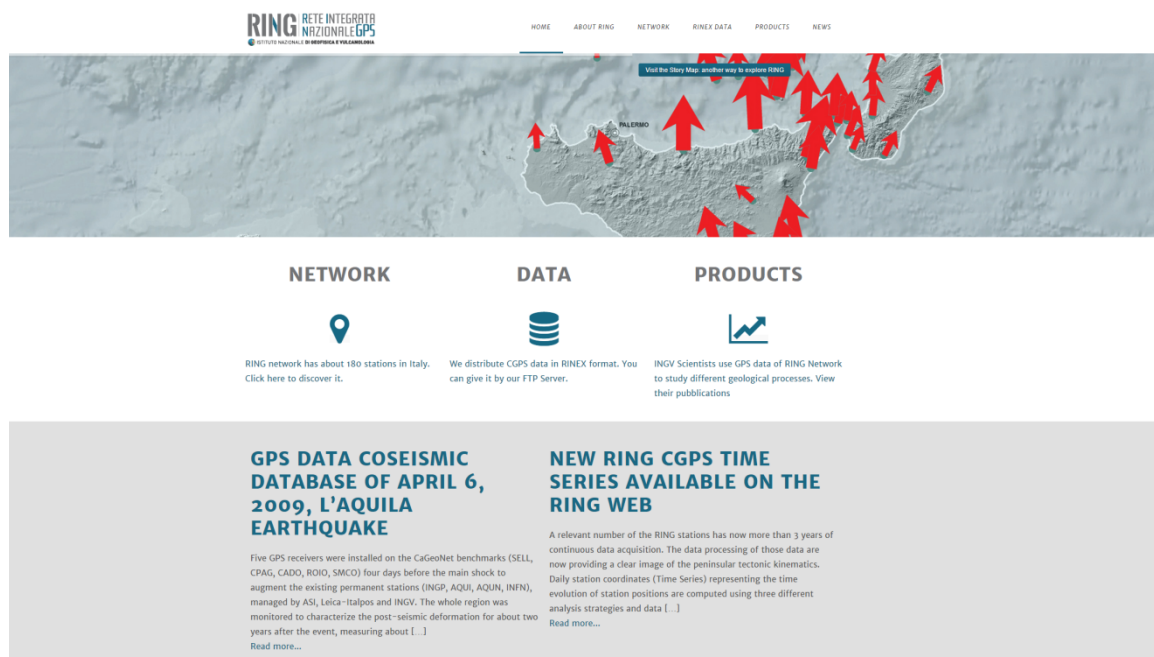 RING RETE INTEGRATA
NAZIONALE GPS
ISTITUTO NAZIONALE DI GEOFISICA E VULCANOLOGIA
HOME ABOUT RING NETWORK RINEX DATA PRODUCTS NEWS
Visit the Story Map: another way to explore RING
PALERMO
NETWORK
RING network has about 180 stations in Italy.
Click here to discover it.
DATA
We distribute CGPS data in RINEX format. You
can give it by our FTP Server.
PRODUCTS
INGV Scientists use GPS data of RING Network
to study different geological processes. View
their pubblications
GPS DATA COSEISMIC
DATABASE OF APRIL 6,
2009, L'AQUILA
EARTHQUAKE
Five GPS receivers were installed on the CaGeoNet benchmarks (SELL,
CPAG, CADO, ROIO, SMCO) four days before the main shock to
augment the existing permanent stations (INGP, AQUI, AQUN, INFN),
managed by ASI, Leica-Italpos and INGV. The whole region was
monitored to characterize the post-seismic deformation for about two
years after the event, measuring about [...]
Read more...
NEW RING CGPS TIME
SERIES AVAILABLE ON THE
RING WEB
A relevant number of the RING stations has now more than 3 years of
continuous data acquisition. The data processing of those data are
now providing a clear image of the peninsular tectonic kinematics.
Daily station coordinates (Time Series) representing the time
evolution of station positions are computed using three different
analysis strategies and data [...]
Read more...